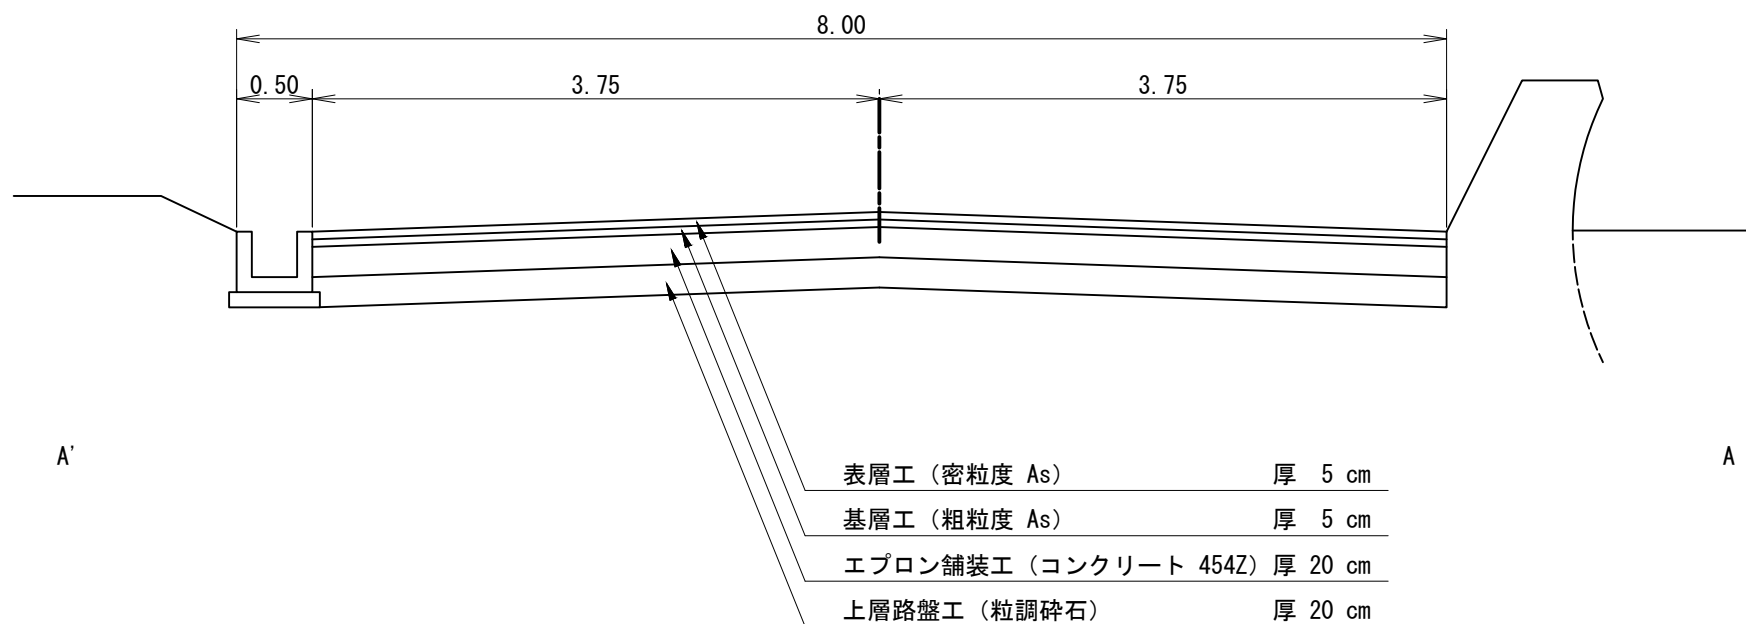 8.00
0.50 3.75 3.75
A' A
表層工（密粒度 As） 厚 5 cm
基層工（粗粒度 As） 厚 5 cm
エプロン舗装工（コンクリート 454Z）厚 20 cm
上層路盤工（粒調砕石） 厚 20 cm